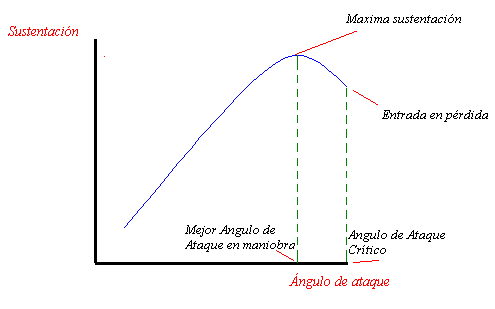 Maxima sustentación
Sustentación
Entrada en pérdida
Mejor Angulo de
Ataque en maniobra
Angulo de Ataque
Crítico
Ángulo de ataque